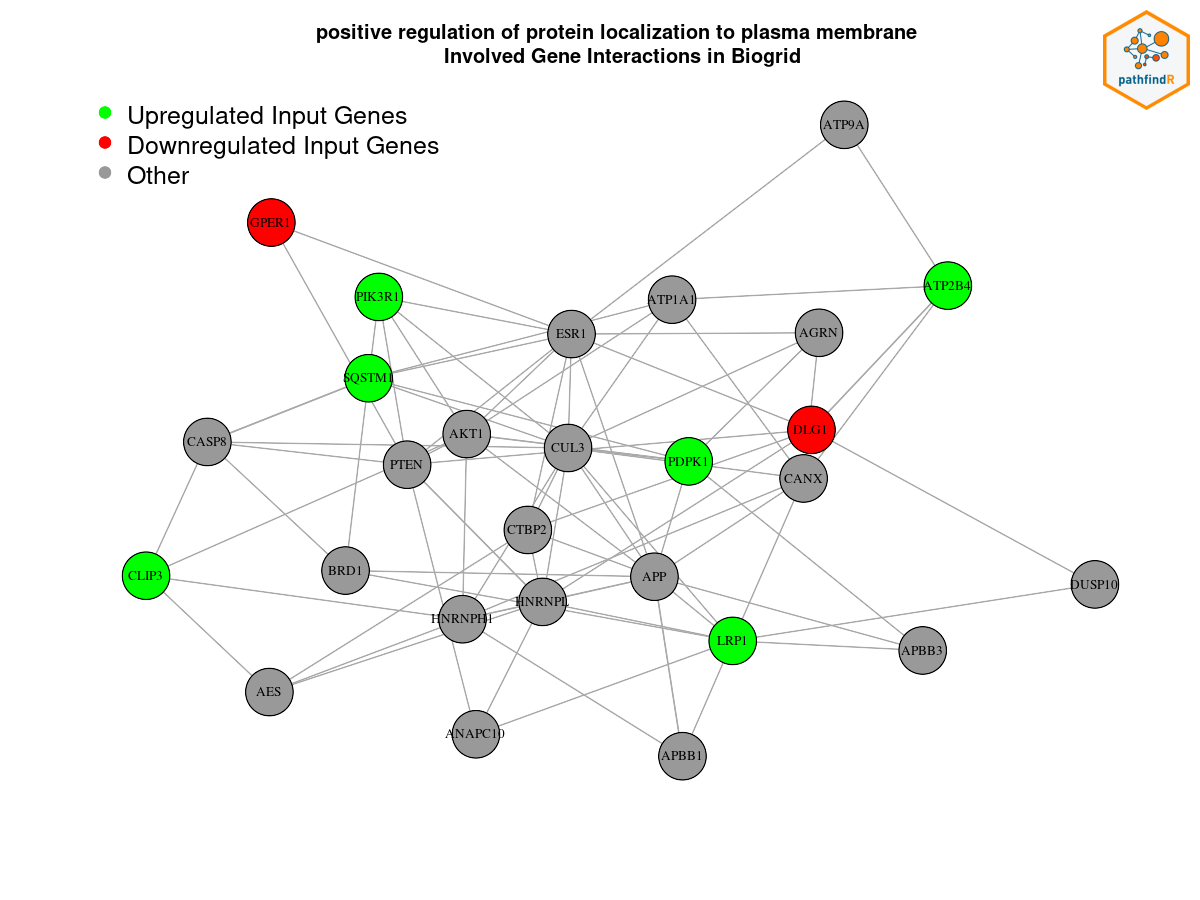 positive regulation of protein localization to plasma membrane
Involved Gene Interactions in Biogrid
pathfindR
Upregulated Input Genes
Downregulated Input Genes
Other
ATP9A
GPER1
PIK3R1
ATP2B4
ATP1A1
ESR1
AGRN
SQSTM1
CASP8
AKT1
DLG1
CUL3
PTEN
PDPK1
CANX
CTBP2
BRD1
CLIP3
APP
DUSP10
HNRNPL
HNRNPH1
LRP1
APBB3
AES
ANAPC10
APBB1